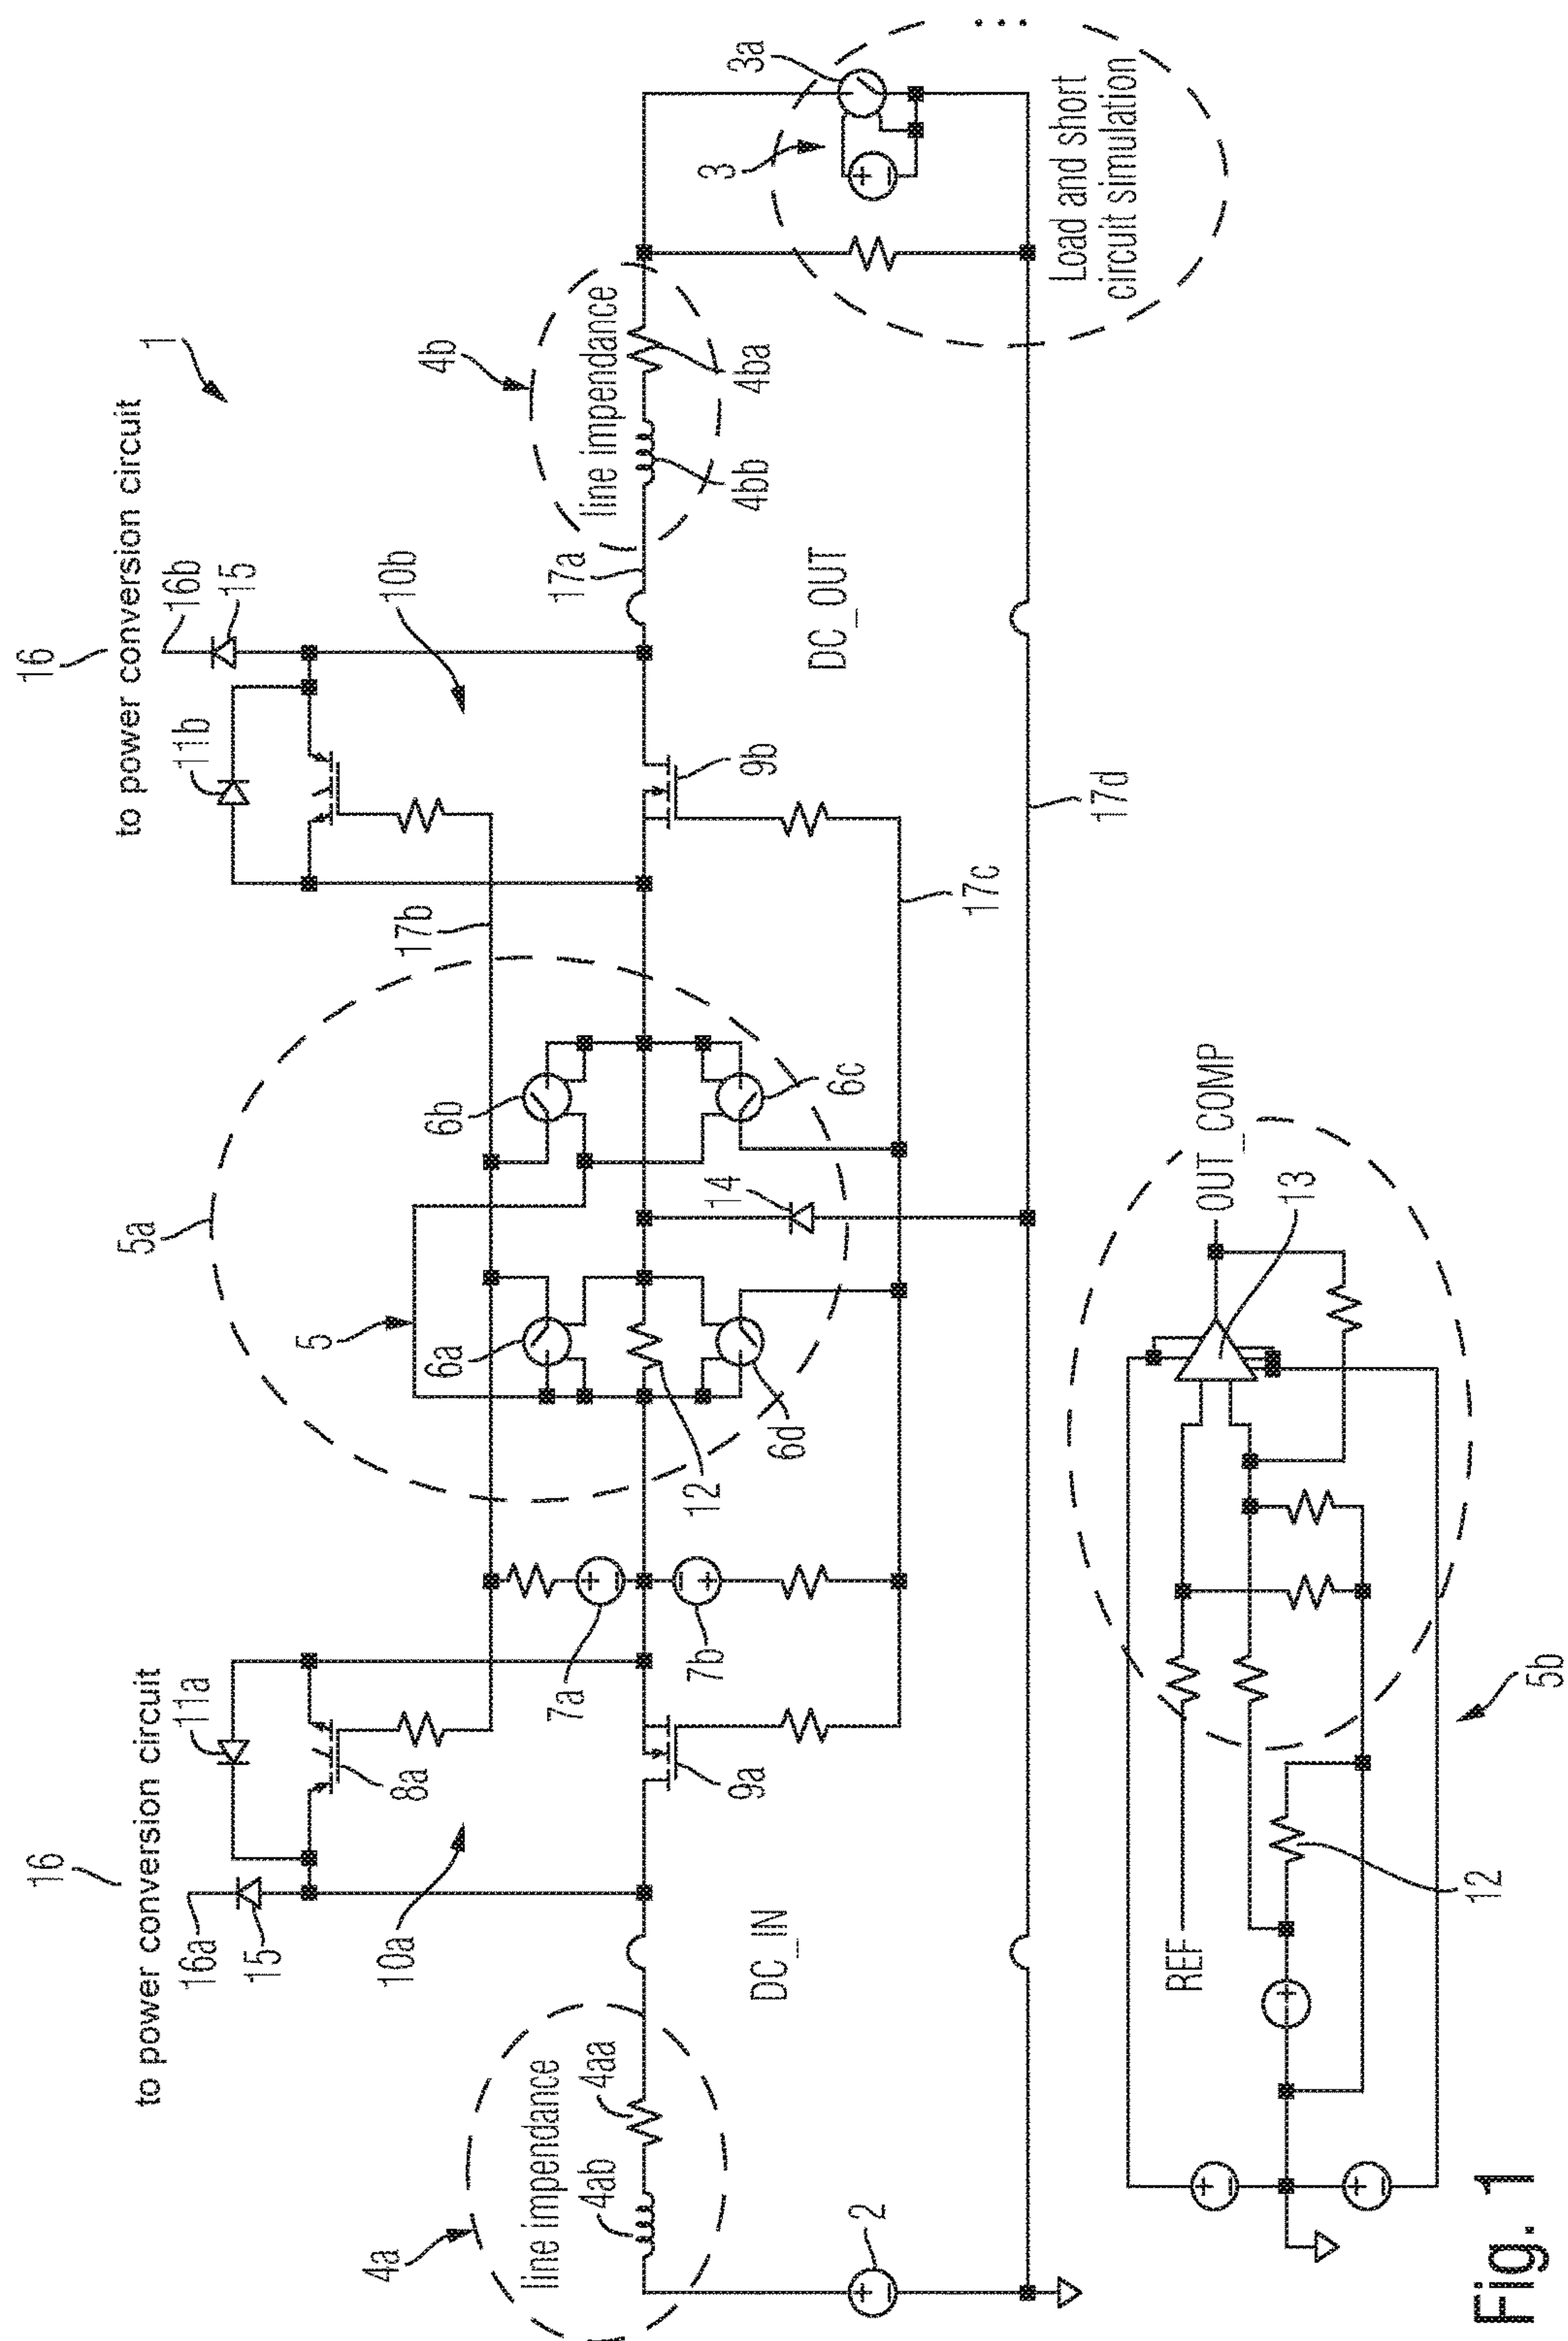 16
to power conversion circuit
16a
15
11a
8a
10a
16
to power conversion circuit
16b
15
11b
10b
1
4a
line impendance
4ab
4aa
DC_IN
2
9a
7a
7b
5a
5
6a
6b
6c
6d
12
14
17b
9b
17c
17a
DC_OUT
4b
line impendance
4bb
4ba
3
3a
Load and short
circuit simulation
...
17d
REF
12
5b
13
OUT_COMP
Fig. 1